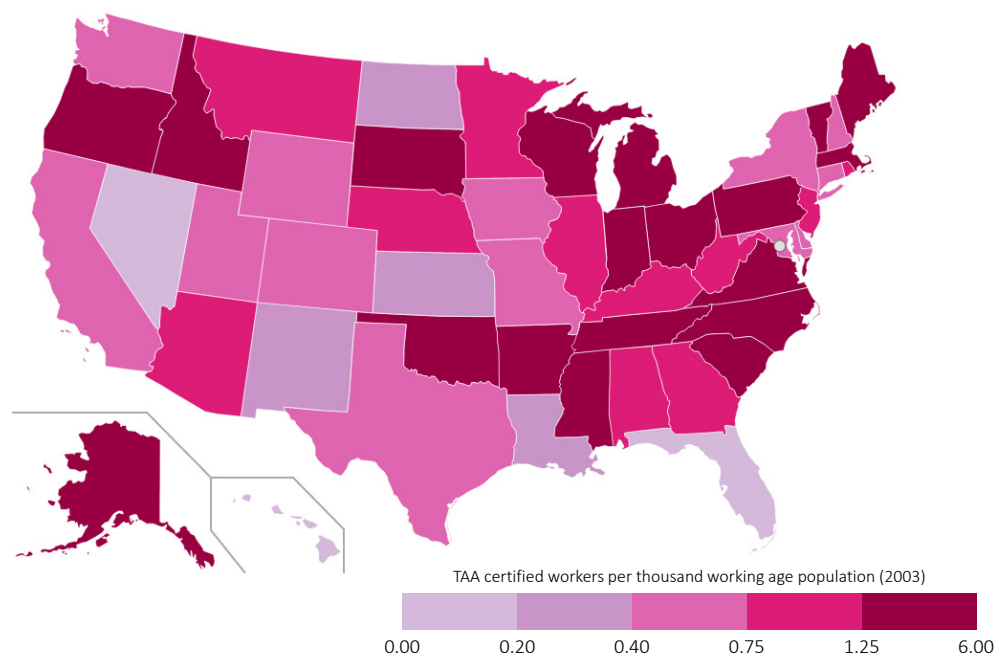 TAA certified workers per thousand working age population (2003)
0.00 0.20 0.40 0.75 1.25 6.00